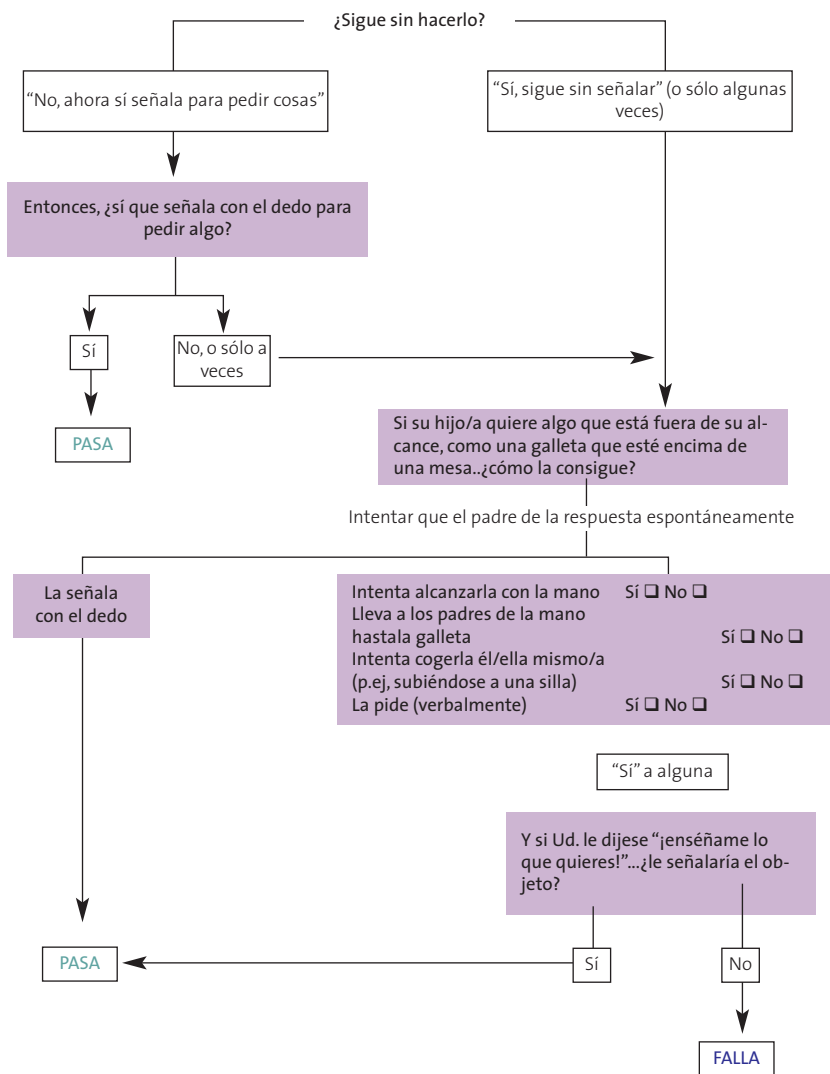 ¿Sigue sin hacerlo?
“No, ahora sí señala para pedir cosas”
“Sí, sigue sin señalar” (o sólo algunas
veces)
Entonces, ¿sí que señala con el dedo para
pedir algo?
Sí
No, o sólo a
veces
PASA
Si su hijo/a quiere algo que está fuera de su al-
cance, como una galleta que esté encima de
una mesa..¿cómo la consigue?
Intentar que el padre de la respuesta espontáneamente
La señala
con el dedo
Intenta alcanzarla con la mano Sí ❑ No ❑
Lleva a los padres de la mano
hastala galleta Sí ❑ No ❑
Intenta cogerla él/ella mismo/a
(p.ej, subiéndose a una silla) Sí ❑ No ❑
La pide (verbalmente) Sí ❑ No ❑
“Sí” a alguna
Y si Ud. le dijese “¡enséñame lo
que quieres!”...¿le señalaría el ob-
jeto?
PASA
Sí
No
FALLA